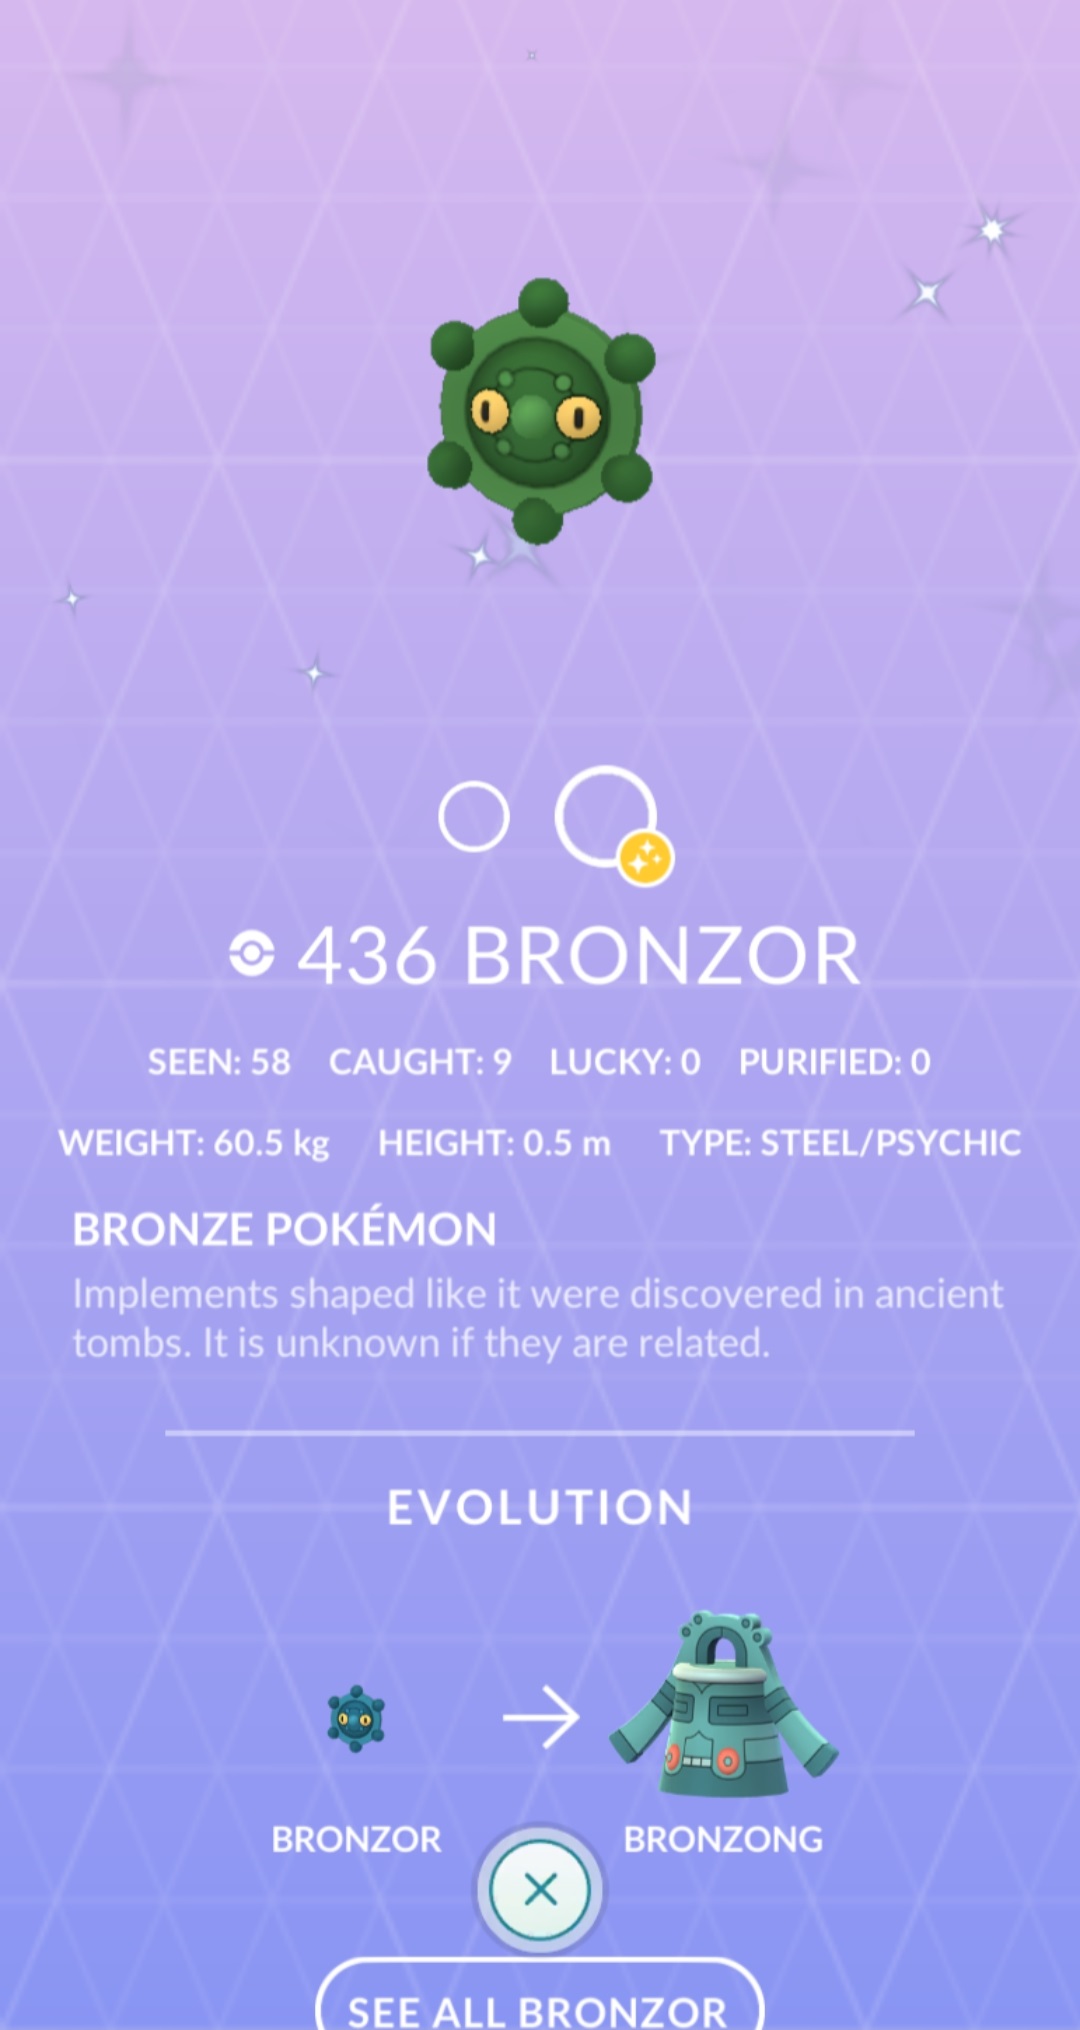 436 BRONZOR
SEEN: 58 CAUGHT: 9 LUCKY: 0 PURIFIED: 0
WEIGHT: 60.5 kg HEIGHT: 0.5 m TYPE: STEEL/PSYCHIC
BRONZE POKÉMON
Implements shaped like it were discovered in ancient
tombs. It is unknown if they are related.
EVOLUTION
BRONZOR BRONZONG
SEE ALL BRONZOR